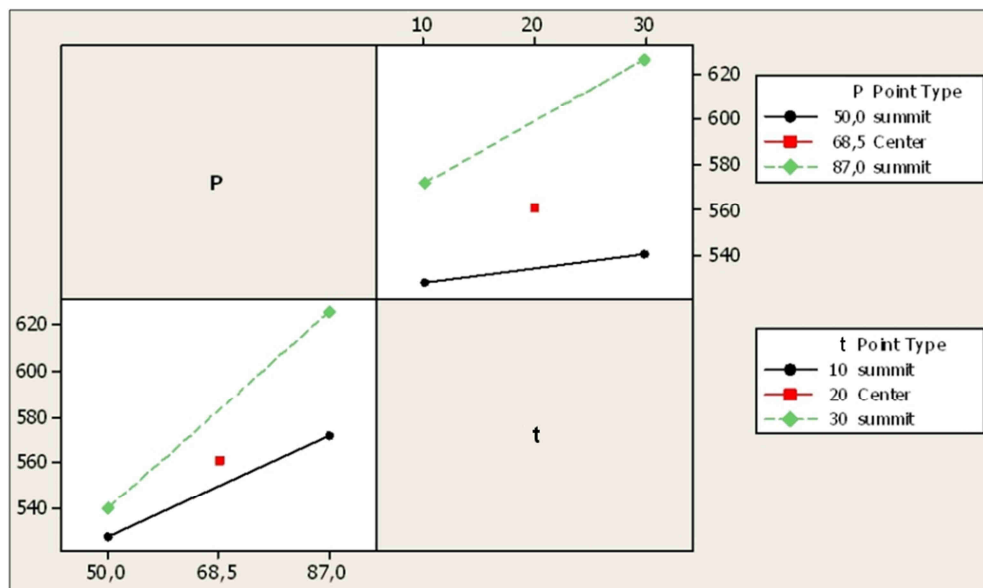 10 20 30
P
620
600
580
560
540
P Point Type
50,0 summit
68,5 Center
87,0 summit
620
600
580
560
540
t
t Point Type
10 summit
20 Center
30 summit
50,0 68,5 87,0